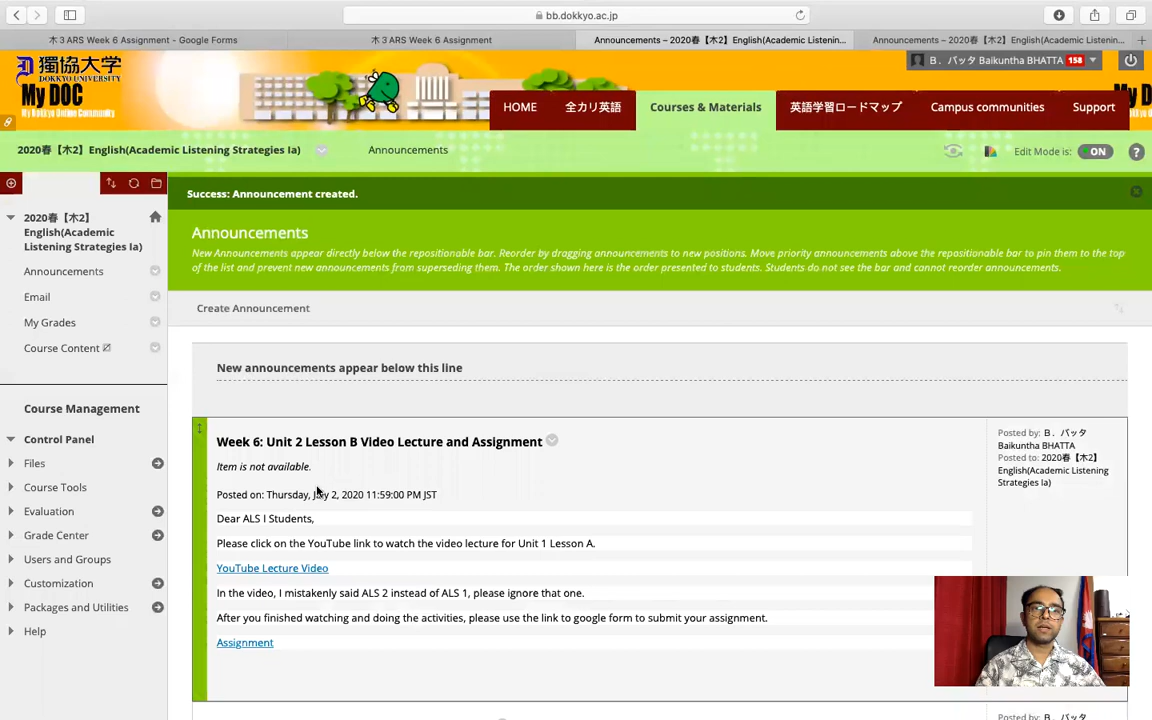 bb.dokkyo.ac.jp
木3 ARS Week 6 Assignment - Google Forms
木3 ARS Week 6 Assignment
Announcements – 2020春【木2】English(Academic Listenin...
Announcements – 2020春【木2】English(Academic Listenin...
獨協大学
DOKKYO UNIVERSITY
My DOC
My Dokkyo Online Community
B．バッタ Baikuntha BHATTA 158
My D
HOME
全カリ英語
Courses & Materials
英語学習ロードマップ
Campus communities
Support
2020春【木2】English(Academic Listening Strategies Ia)
Announcements
Edit Mode is: ON
?
Success: Announcement created.
2020春【木2】
English(Academic
Listening Strategies Ia)
Announcements
Email
My Grades
Course Content
Course Management
Control Panel
Files
Course Tools
Evaluation
Grade Center
Users and Groups
Customization
Packages and Utilities
Help
Announcements
New Announcements appear directly below the repositionable bar. Reorder by dragging announcements to new positions. Move priority announcements above the repositionable bar to pin them to the top
of the list and prevent new announcements from superseding them. The order shown here is the order presented to students. Students do not see the bar and cannot reorder announcements.
Create Announcement
New announcements appear below this line
Week 6: Unit 2 Lesson B Video Lecture and Assignment
Item is not available.
Posted on: Thursday, July 2, 2020 11:59:00 PM JST
Dear ALS I Students,
Please click on the YouTube link to watch the video lecture for Unit 1 Lesson A.
YouTube Lecture Video
In the video, I mistakenly said ALS 2 instead of ALS 1, please ignore that one.
After you finished watching and doing the activities, please use the link to google form to submit your assignment.
Assignment
Posted by: B．バッタ
Baikuntha BHATTA
Posted to: 2020春【木2】
English(Academic Listening
Strategies Ia)
Posted by: B．バッタ